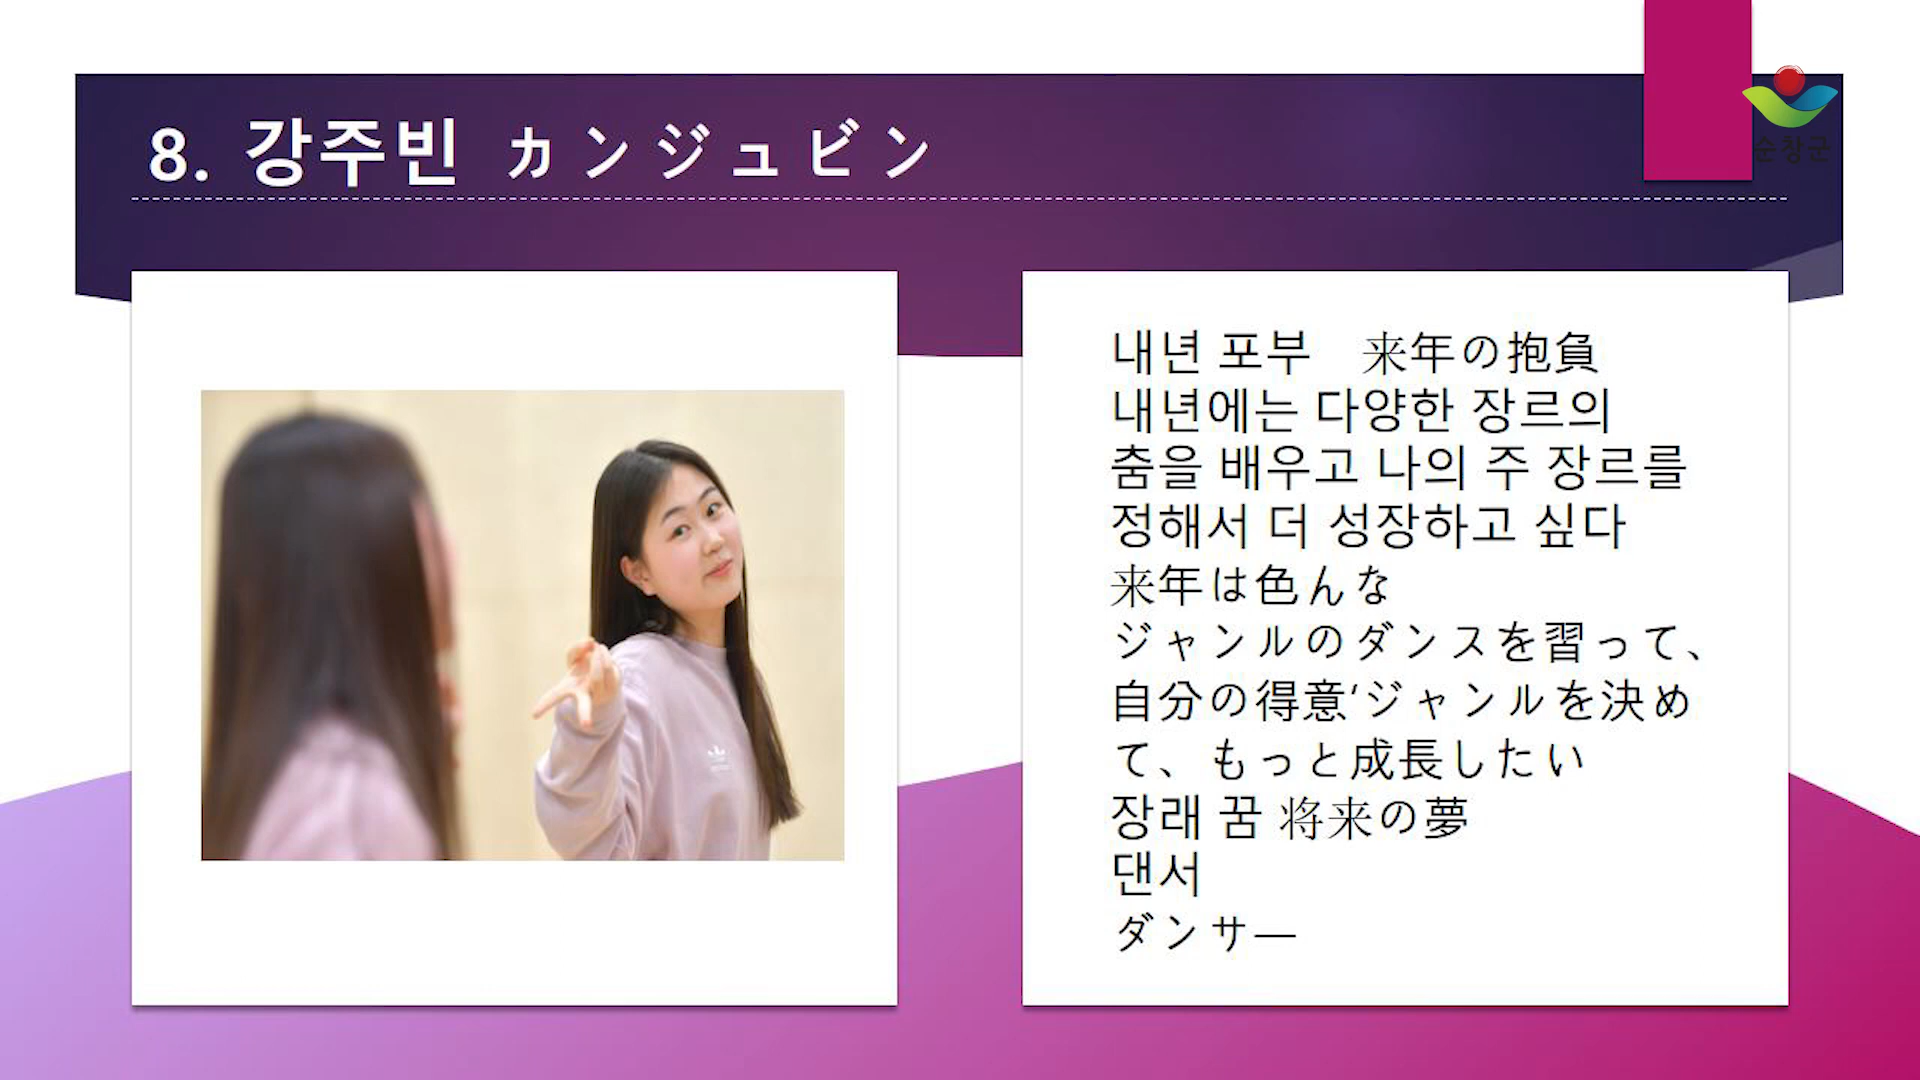 8. 강주빈 カンジュビン
순창군
내년 포부　来年の抱負
내년에는 다양한 장르의
춤을 배우고 나의 주 장르를
정해서 더 성장하고 싶다
来年は色んな
ジャンルのダンスを習って、
自分の得意‘ジャンルを決め
て、もっと成長したい
장래 꿈 将来の夢
댄서
ダンサ―